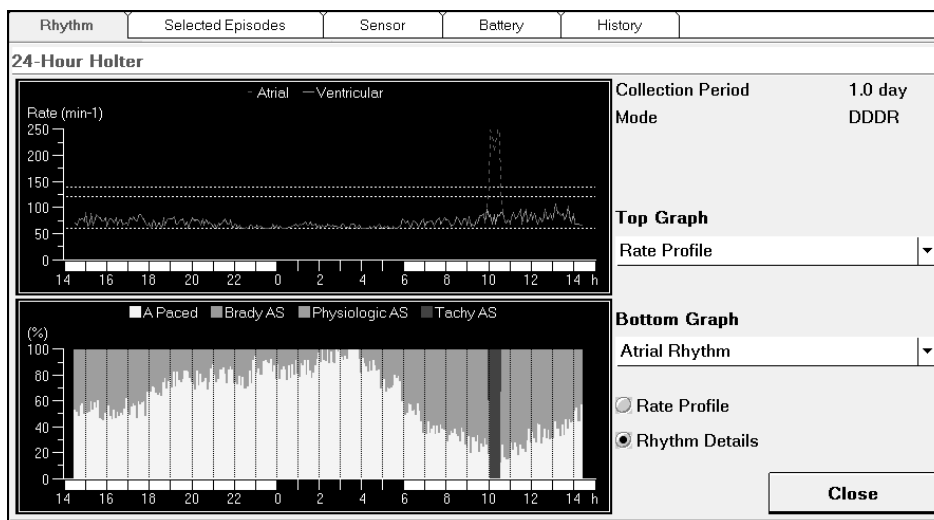 Rhythm Selected Episodes Sensor Battery History
24-Hour Holter
- Atrial —Ventricular
Rate (min-1)
250
200
150
100
50
0
14 16 18 20 22 0 2 4 6 8 10 12 14 h
A Paced Brady AS Physiologic AS Tachy AS
(%)
100
80
60
40
20
0
14 16 18 20 22 0 2 4 6 8 10 12 14 h
Collection Period 1.0 day
Mode DDDR
Top Graph
Rate Profile
Bottom Graph
Atrial Rhythm
Rate Profile
Rhythm Details
Close